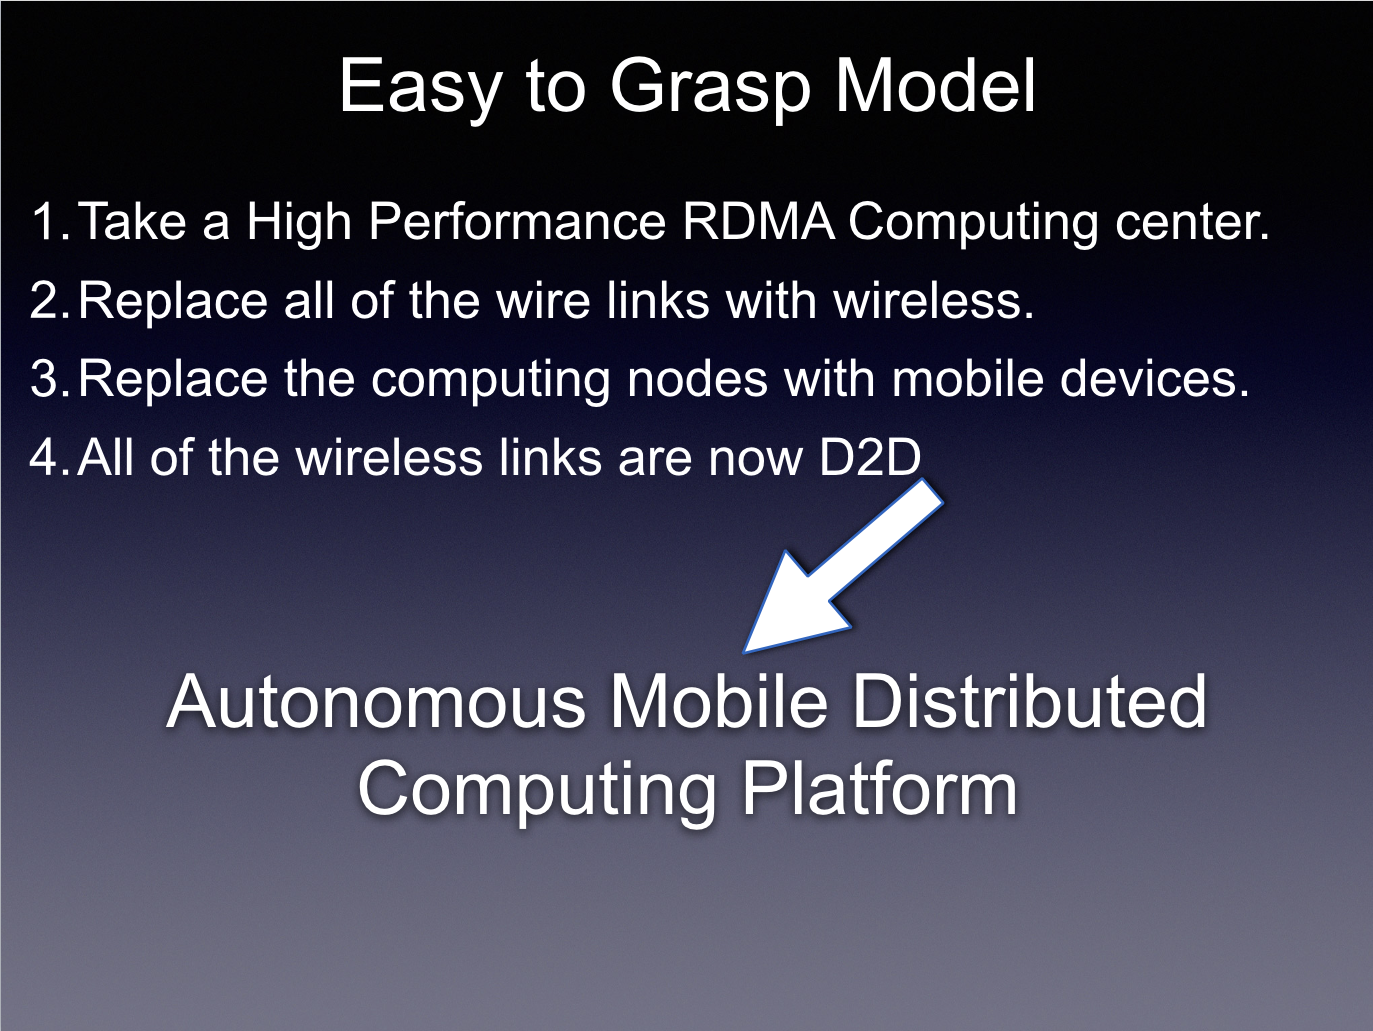 Easy to Grasp Model
1. Take a High Performance RDMA Computing center.
2. Replace all of the wire links with wireless.
3. Replace the computing nodes with mobile devices.
4. All of the wireless links are now D2D
Autonomous Mobile Distributed
Computing Platform